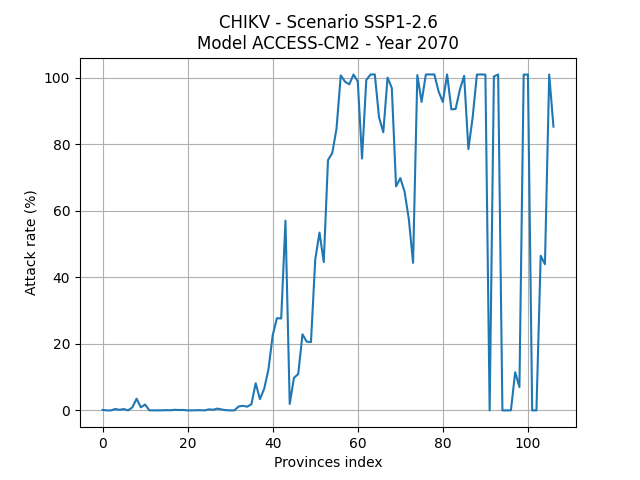 CHIKV - Scenario SSP1-2.6
Model ACCESS-CM2 - Year 2070
Attack rate (%)
100
80
60
40
20
0
0 20 40 60 80 100
Provinces index